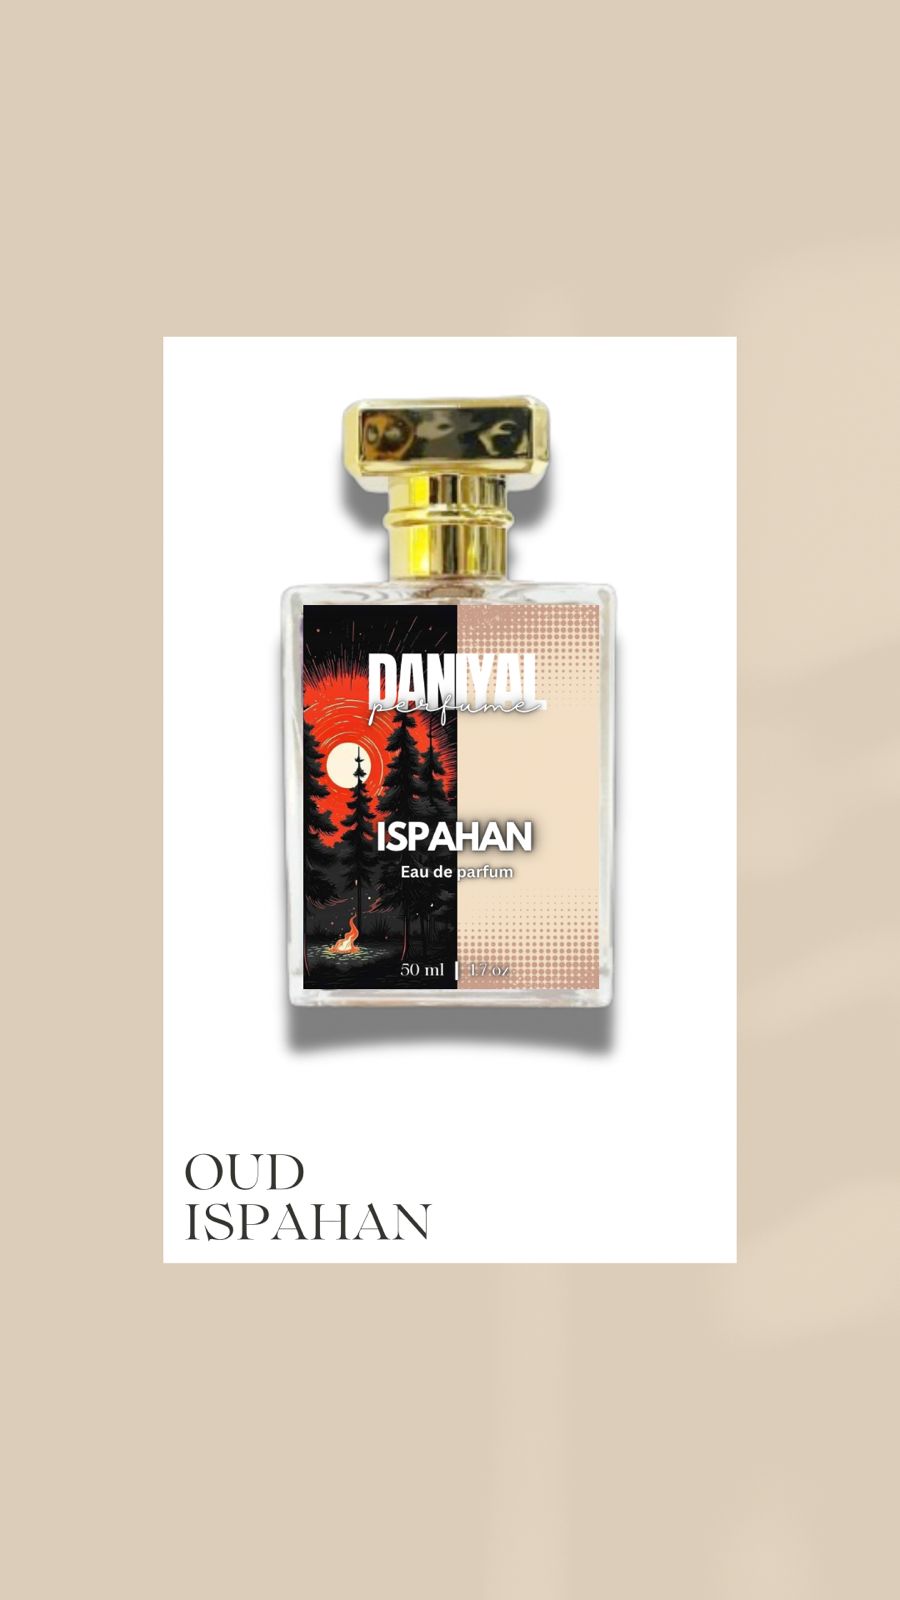 DANIYAL
perfume
ISPAHAN
Eau de parfum
50 ml | 1.7 oz
OUD
ISPAHAN